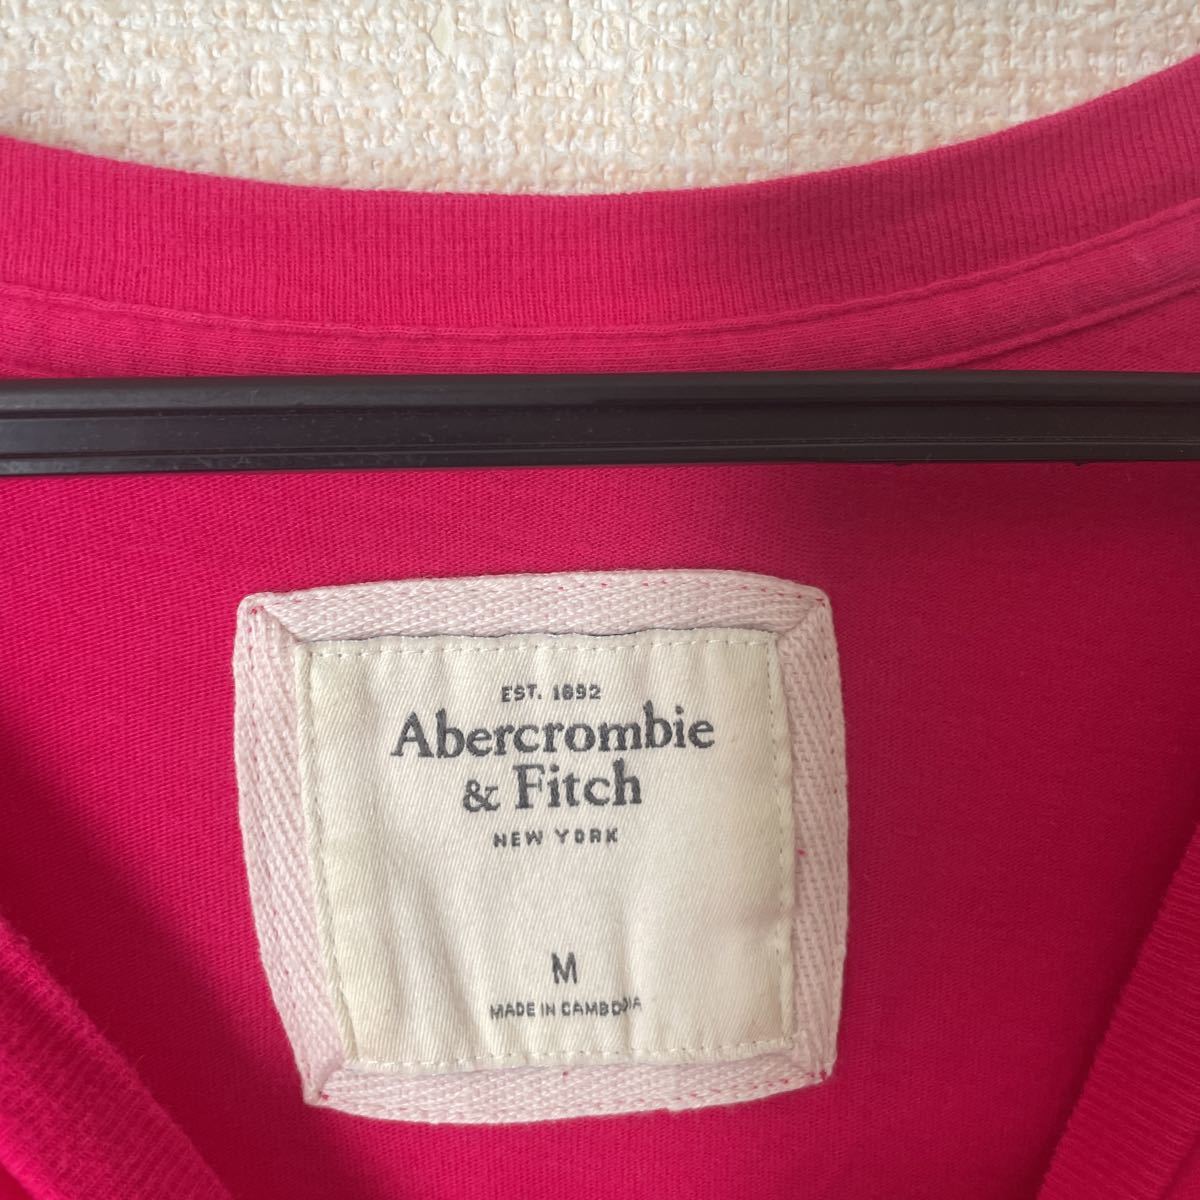 EST. 1892
Abercrombie
& Fitch
NEW YORK
M
MADE IN CAMBODIA